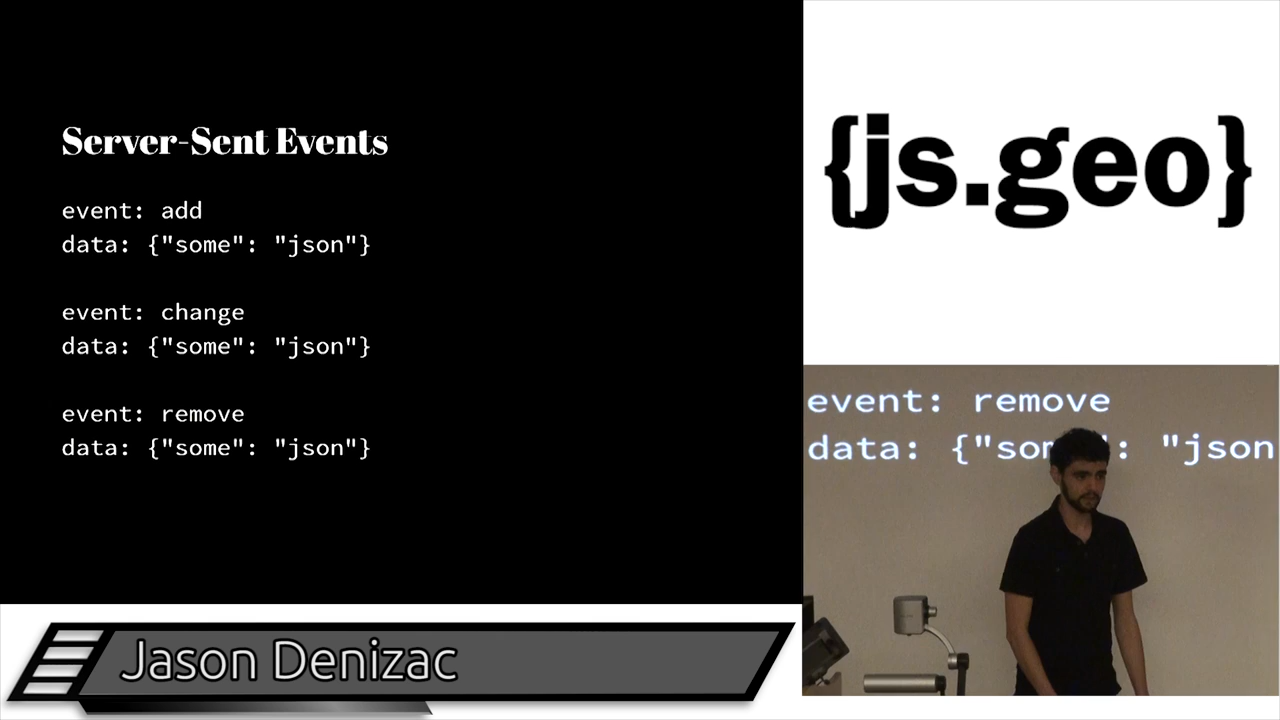 Server-Sent Events
event: add
data: {"some": "json"}
event: change
data: {"some": "json"}
event: remove
data: {"some": "json"}
{js.geo}
event: remove
data: {"some": "json
Jason Denizac